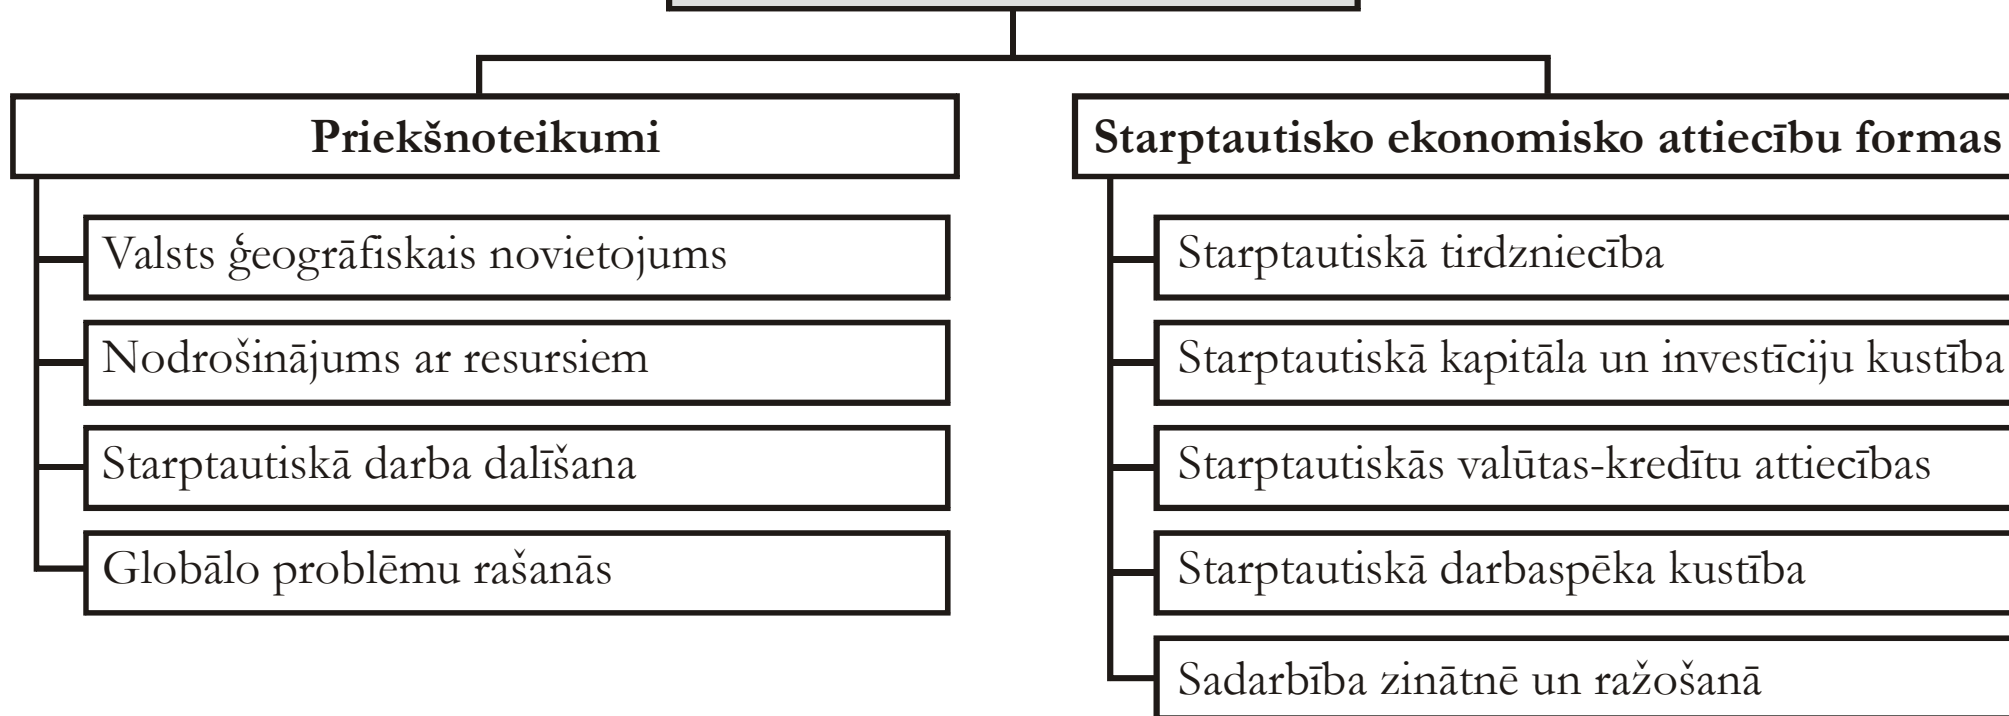 Priekšnoteikumi
Valsts ģeogrāfiskais novietojums
Nodrošinājums ar resursiem
Starptautiskā darba dalīšana
Globālo problēmu rašanās
Starptautisko ekonomisko attiecību formas
Starptautiskā tirdzniecība
Starptautiskā kapitāla un investīciju kustība
Starptautiskās valūtas-kredītu attiecības
Starptautiskā darbaspēka kustība
Sadarbība zinātnē un ražošanā